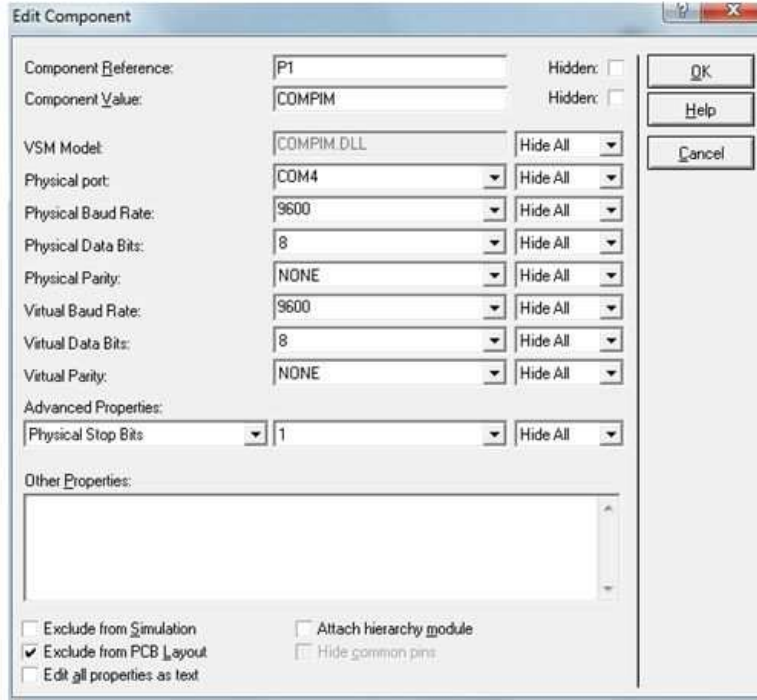 Edit Component
Component Reference: P1 Hidden: OK
Component Value: COMPIM Hidden: Help
VSM Model: COMPIM.DLL Hide All Cancel
Physical port: COM4 Hide All
Physical Baud Rate: 9600 Hide All
Physical Data Bits: 8 Hide All
Physical Parity: NONE Hide All
Virtual Baud Rate: 9600 Hide All
Virtual Data Bits: 8 Hide All
Virtual Parity: NONE Hide All
Advanced Properties:
Physical Stop Bits 1 Hide All
Other Properties:
Exclude from Simulation Attach hierarchy module
Exclude from PCB Layout Hide common pins
Edit all properties as text